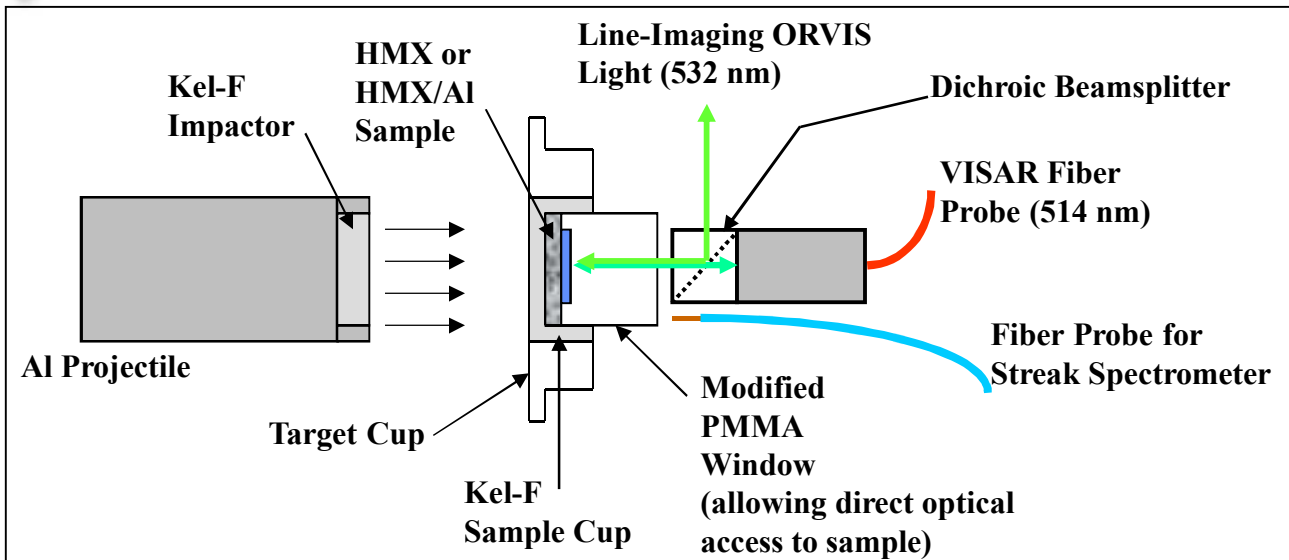 Line-Imaging ORVIS
Light (532 nm)
HMX or
HMX/Al
Sample
Kel-F
Impactor
Dichroic Beamsplitter
VISAR Fiber
Probe (514 nm)
Al Projectile
Fiber Probe for
Streak Spectrometer
Target Cup
Modified
PMMA
Window
(allowing direct optical
access to sample)
Kel-F
Sample Cup